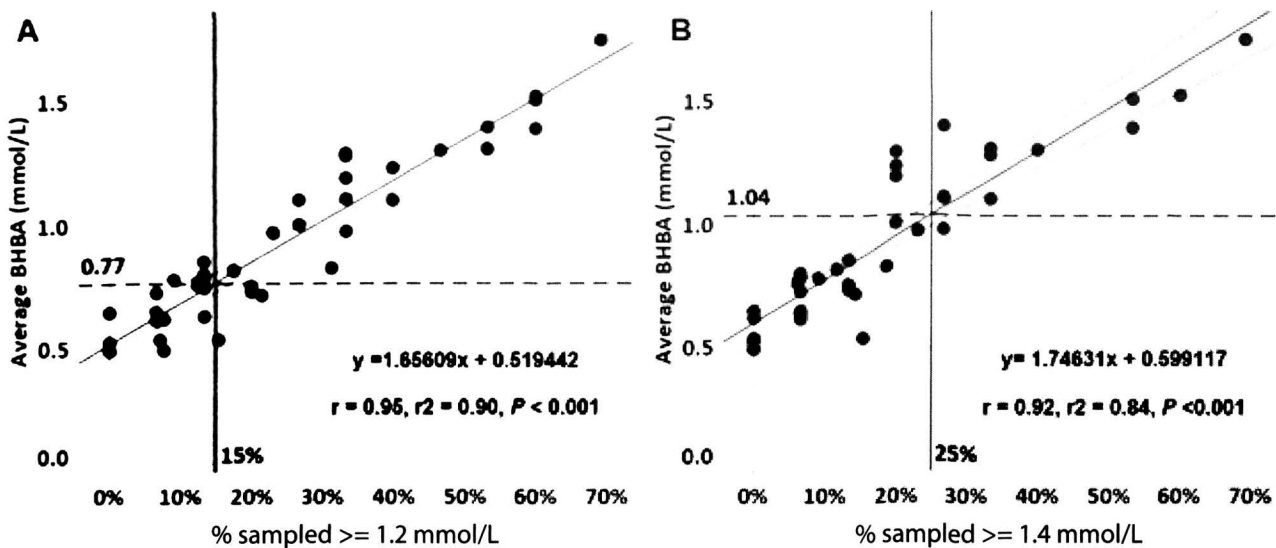 A
Average BHBA (mmol/L)
1.5
1.0
0.77
0.5
0.0
y =1.65609x + 0.519442
r = 0.95, r2 = 0.90, P < 0.001
15%
0% 10% 20% 30% 40% 50% 60% 70%
% sampled >= 1.2 mmol/L
B
Average BHBA (mmol/L)
1.5
1.04
1.0
0.5
0.0
y= 1.74631x + 0.599117
r = 0.92, r2 = 0.84, P <0.001
25%
0% 10% 20% 30% 40% 50% 60% 70%
% sampled >= 1.4 mmol/L